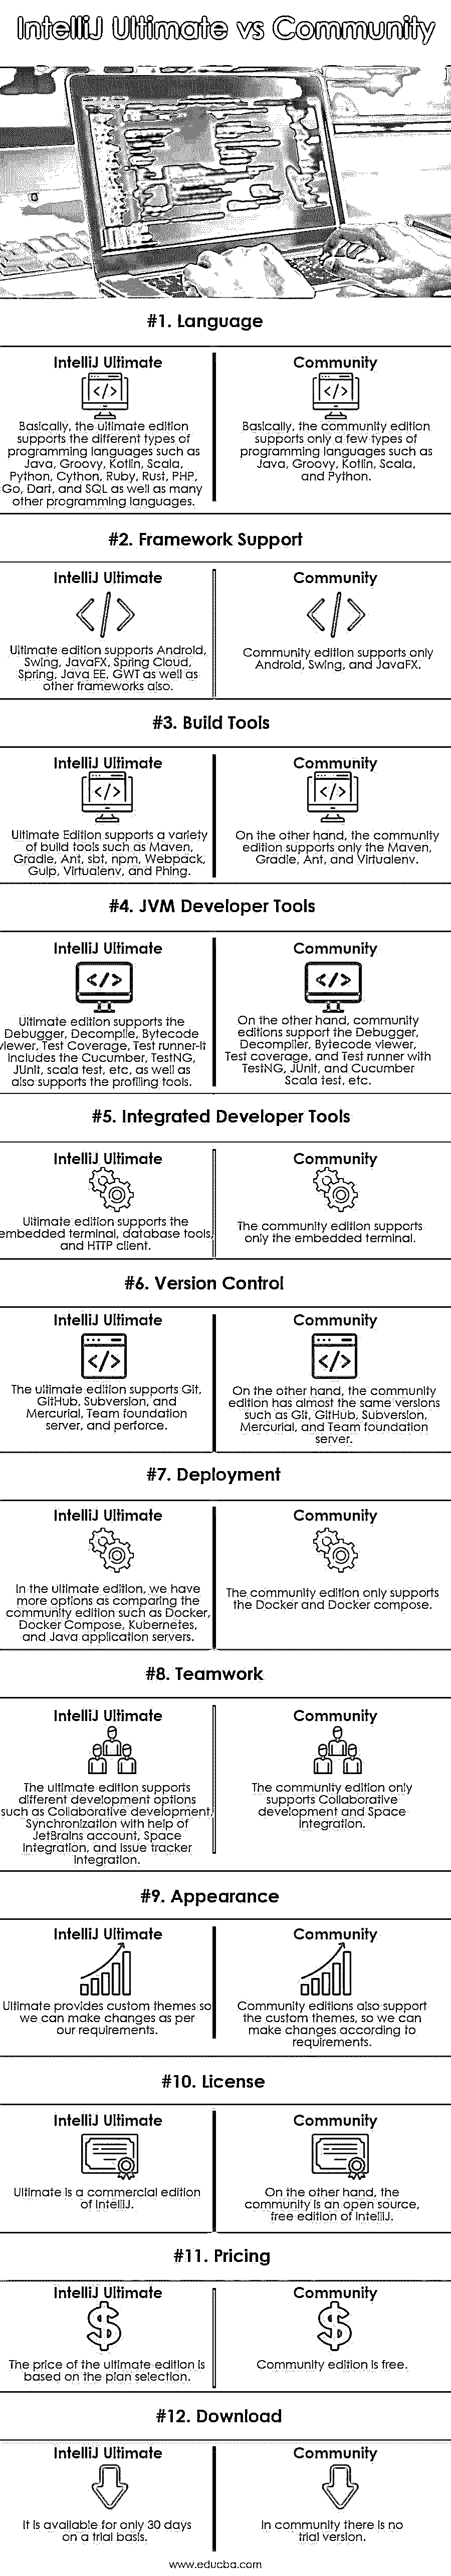 IntelliJ Ultimate vs Community
#1. Language
IntelliJ Ultimate
Basically, the ultimate edition
supports the different types of
programming languages such as
Java, Groovy, Kotlin, Scala,
Python, Cython, Ruby, Rust, PHP,
Go, Dart, and SQL as well as many
other programming languages.
Community
Basically, the community edition
supports only a few types of
programming languages such as
Java, Groovy, Kotlin, Scala,
and Python.
#2. Framework Support
IntelliJ Ultimate
Ultimate edition supports Android,
Swing, JavaFX, Spring Cloud,
Spring, Java EE, GWT as well as
other frameworks also.
Community
Community edition supports only
Android, Swing, and JavaFX.
#3. Build Tools
IntelliJ Ultimate
Ultimate Edition supports a variety
of build tools such as Maven,
Gradle, Ant, sbt, npm, Webpack,
Gulp, Virtualenv, and Phing.
Community
On the other hand, the community
edition supports only the Maven,
Gradle, Ant, and Virtualenv.
#4. JVM Developer Tools
IntelliJ Ultimate
Ultimate edition supports the
Debugger, Decompile, Bytecode
viewer, Test Coverage, Test runner-it
includes the Cucumber, TestNG,
JUnit, scala test, etc, as well as
also supports the profiling tools.
Community
On the other hand, community
editions support the Debugger,
Decompiler, Bytecode viewer,
Test coverage, and Test runner with
TestNG, JUnit, and Cucumber
Scala test, etc.
#5. Integrated Developer Tools
IntelliJ Ultimate
Ultimate edition supports the
embedded terminal, database tools,
and HTTP client.
Community
The community edition supports
only the embedded terminal.
#6. Version Control
IntelliJ Ultimate
The ultimate edition supports Git,
GitHub, Subversion, and
Mercurial, Team foundation
server, and perforce.
Community
On the other hand, the community
edition has almost the same versions
such as Git, GitHub, Subversion,
Mercurial, and Team foundation
server.
#7. Deployment
IntelliJ Ultimate
In the ultimate edition, we have
more options as comparing the
community edition such as Docker,
Docker Compose, Kubernetes,
and Java application servers.
Community
The community edition only supports
the Docker and Docker compose.
#8. Teamwork
IntelliJ Ultimate
The ultimate edition supports
different development options
such as Collaborative development,
Synchronization with help of
JetBrains account, Space
integration, and issue tracker
integration.
Community
The community edition only
support Collaborative
development and Space
integration.
#9. Appearance
IntelliJ Ultimate
Ultimate provides custom themes so
we can make changes as per
our requirements.
Community
Community editions also support
the custom themes, so we can
make changes according to
requirements.
#10. License
IntelliJ Ultimate
Ultimate is a commercial edition
of IntelliJ.
Community
On the other hand, the
community is an open source,
free edition of IntelliJ.
#11. Pricing
IntelliJ Ultimate
The price of the ultimate edition is
based on the plan selection.
Community
Community edition is free.
#12. Download
IntelliJ Ultimate
It is available for only 30 days
on a trial basis.
Community
In community there is no
trial version.
www.educba.com